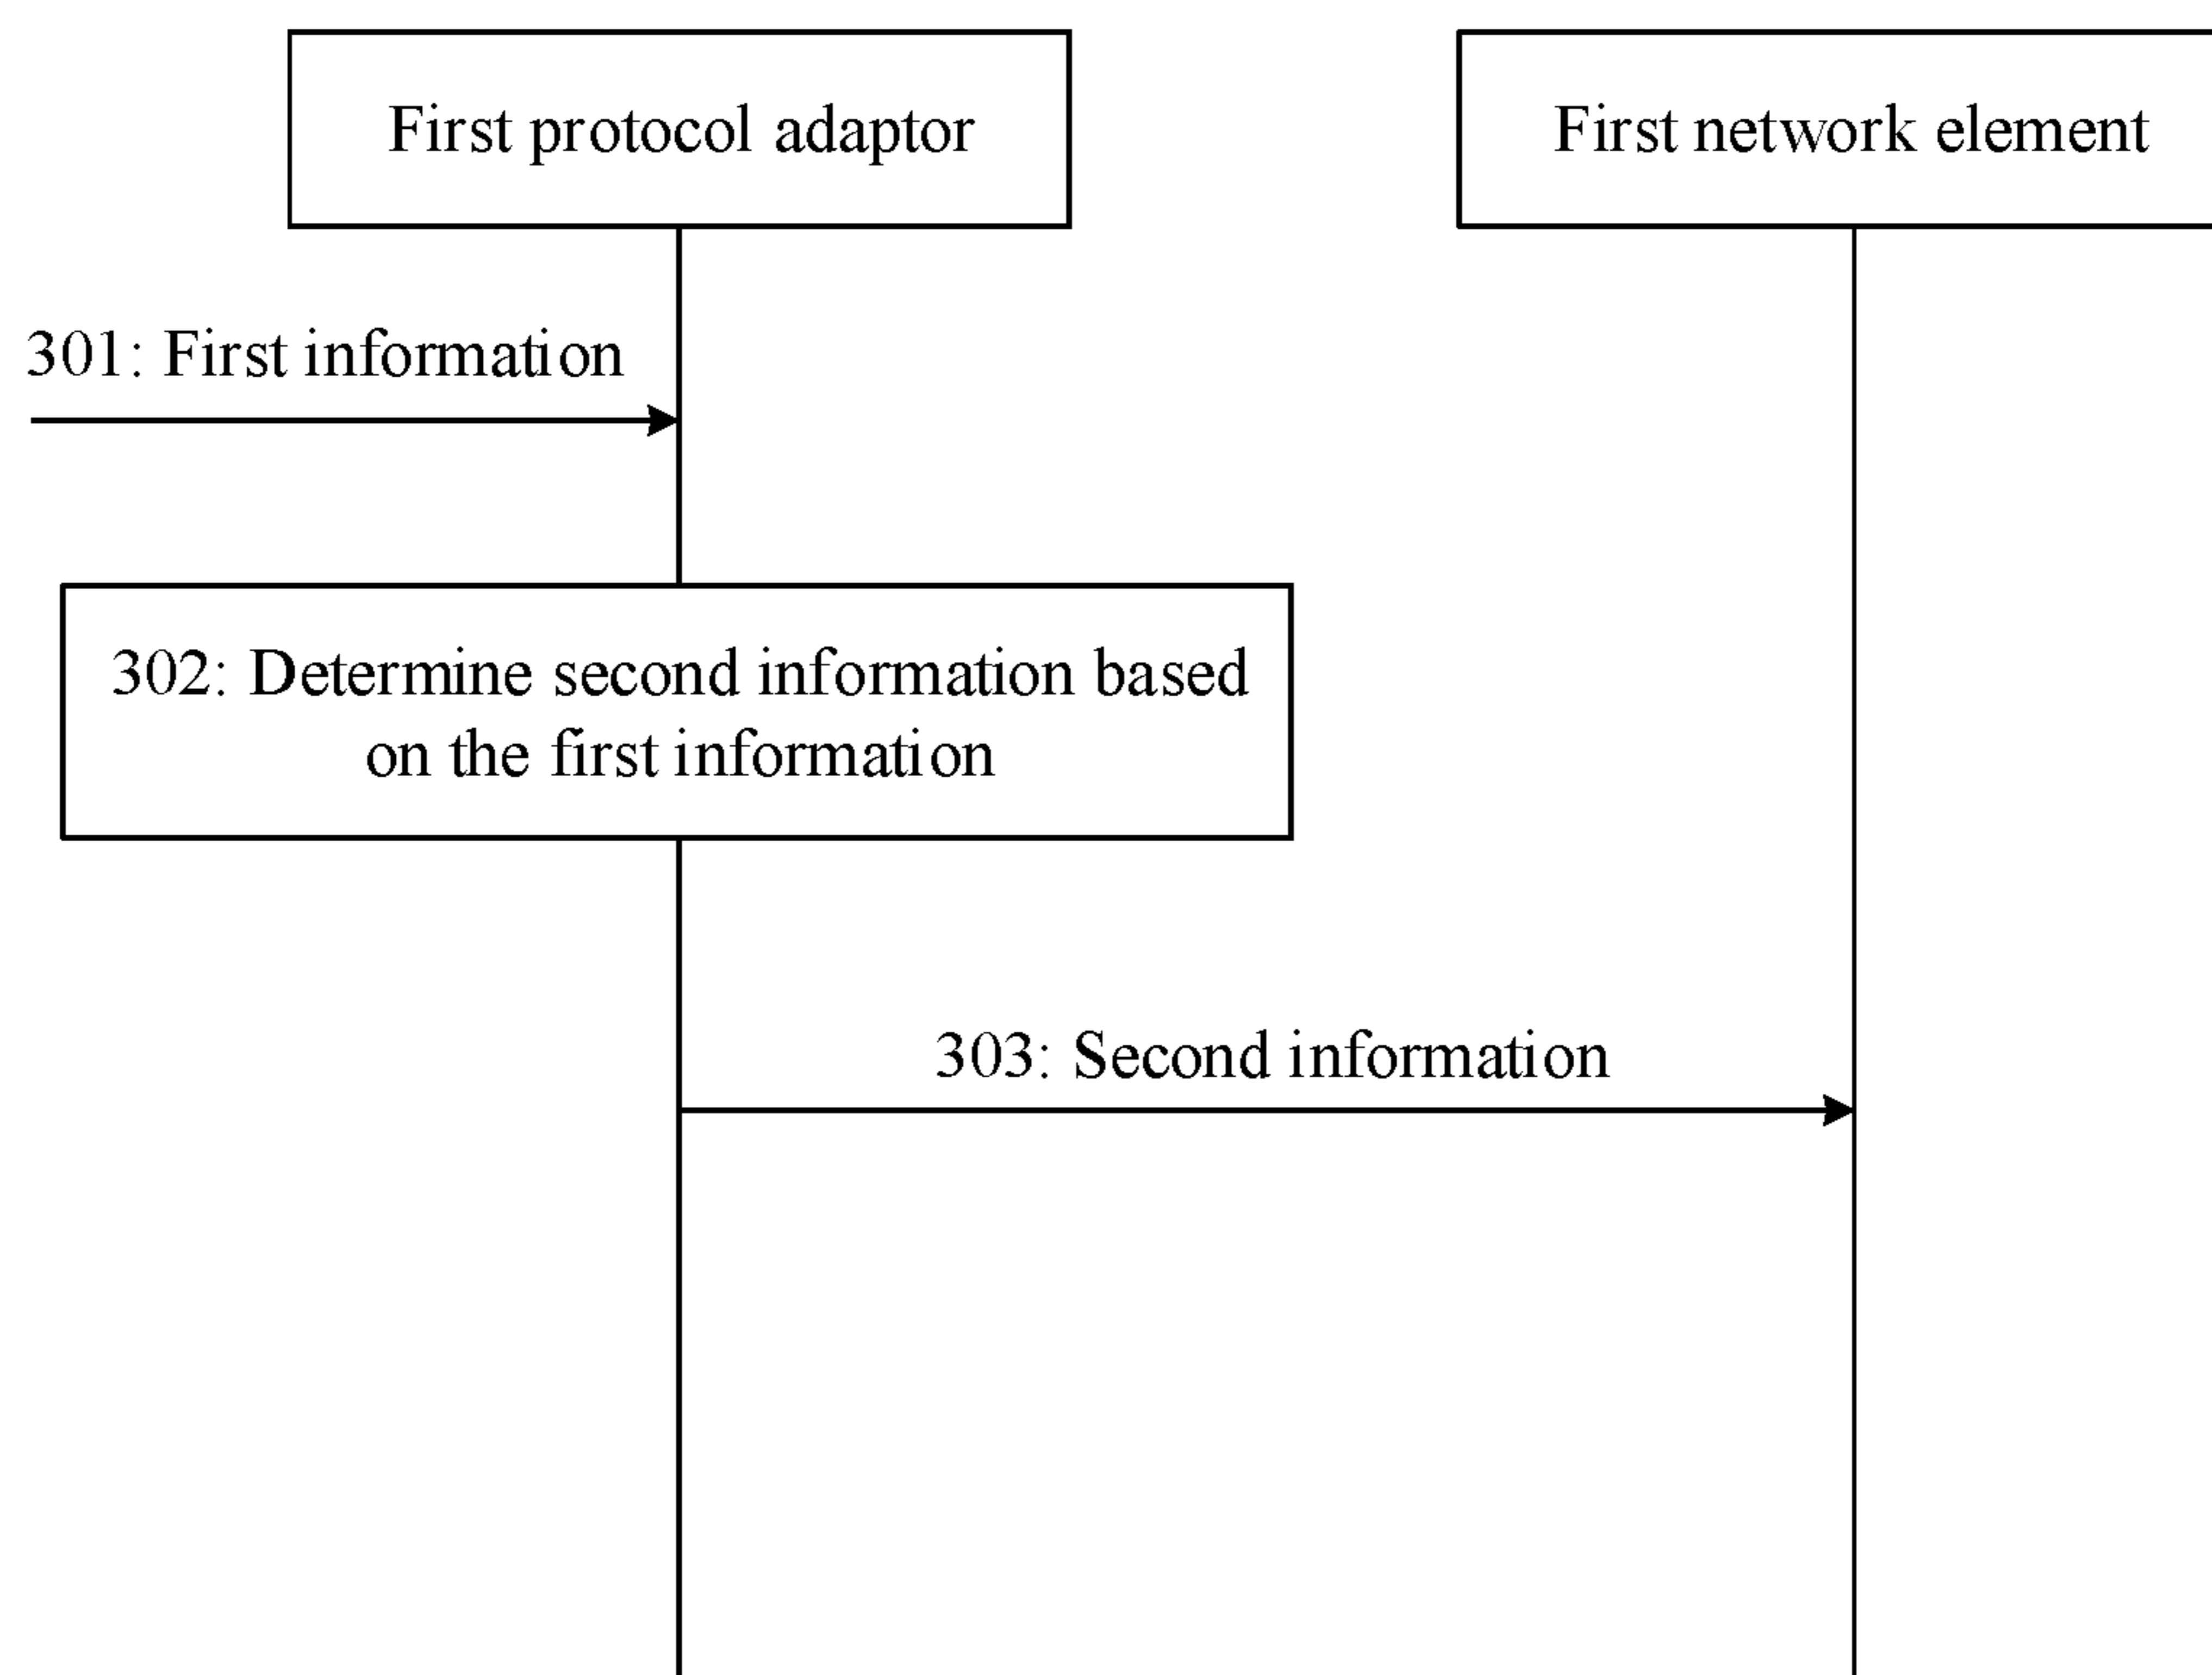 First protocol adaptor
First network element
301: First information
302: Determine second information based
on the first information
303: Second information